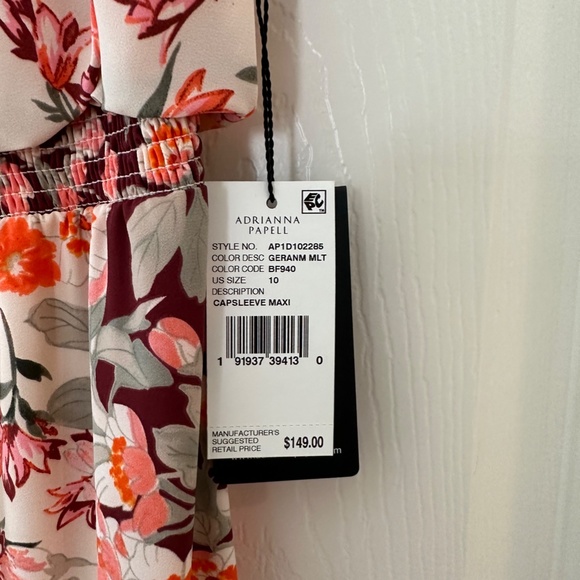 EPC
ADRIANNA
PAPELL
STYLE NO. AP1D102285
COLOR DESC GERANM MLT
COLOR CODE BF940
US SIZE 10
DESCRIPTION
CAPSLEEVE MAXI
1 91937 39413 0
MANUFACTURER'S
SUGGESTED
RETAIL PRICE $149.00
m